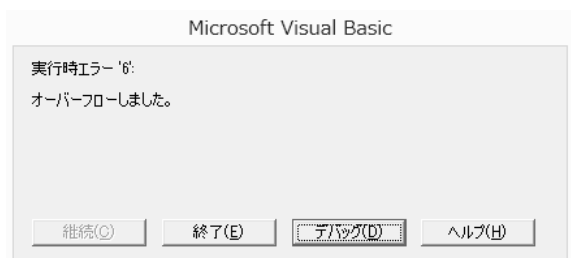 Microsoft Visual Basic
実行時エラー '6':
オーバーフローしました。
継続(C) 終了(E) デバッグ(D) ヘルプ(H)